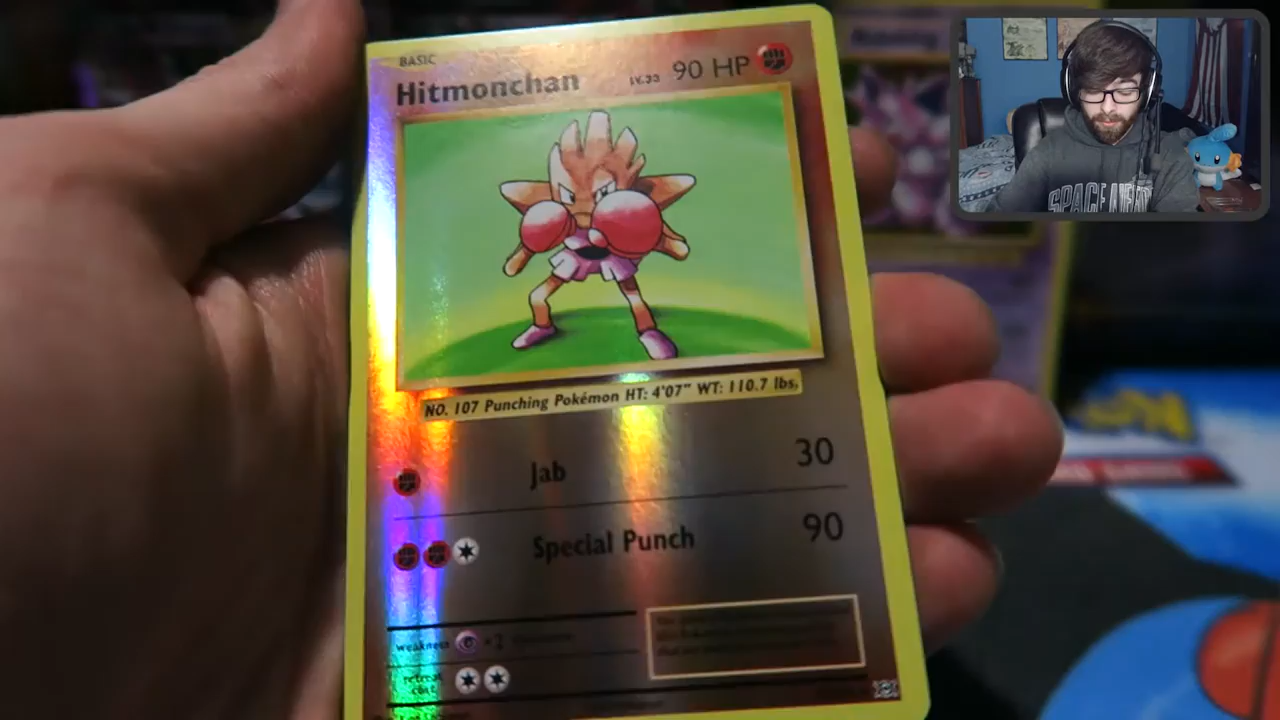 BASIC
Hitmonchan LV.33 90 HP
NO. 107 Punching Pokémon HT: 4'07" WT: 110.7 lbs.
Jab 30
Special Punch 90
weakness ×2
retreat
cost
SPACE